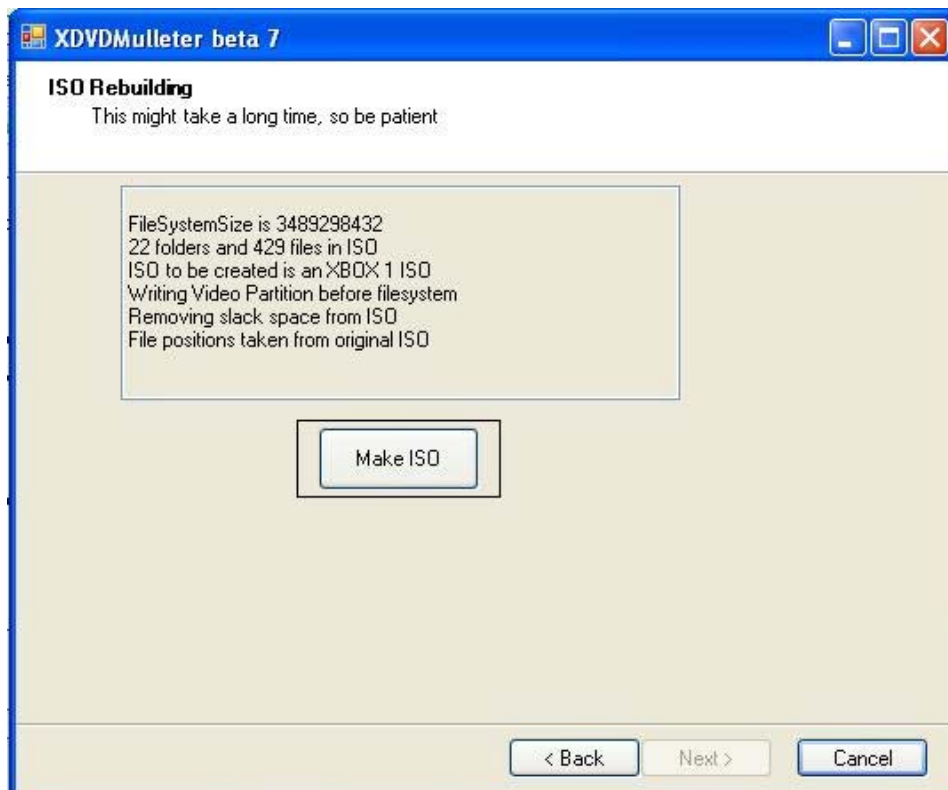 XDVDMulleter beta 7
ISO Rebuilding
This might take a long time, so be patient
FileSystemSize is 3489298432
22 folders and 429 files in ISO
ISO to be created is an XBOX 1 ISO
Writing Video Partition before filesystem
Removing slack space from ISO
File positions taken from original ISO
Make ISO
< Back Next > Cancel